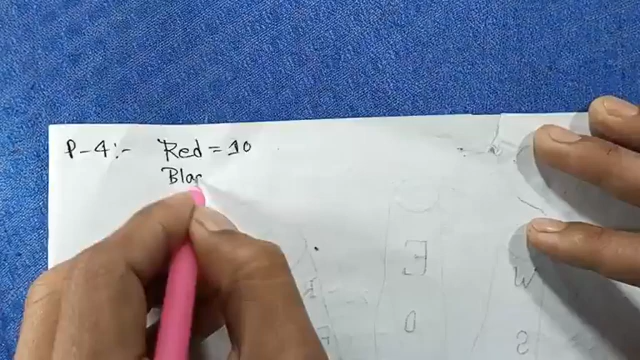 P-4:- Red = 10
Blac